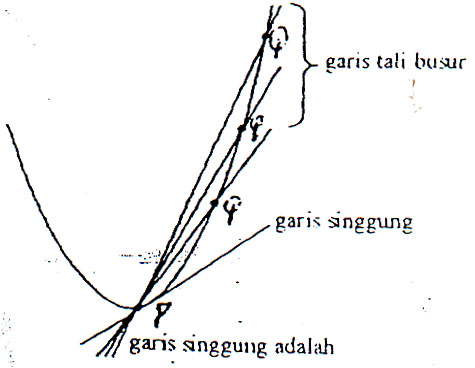 Q
garis tali busur
Q
Q
garis singgung
P
garis singgung adalah